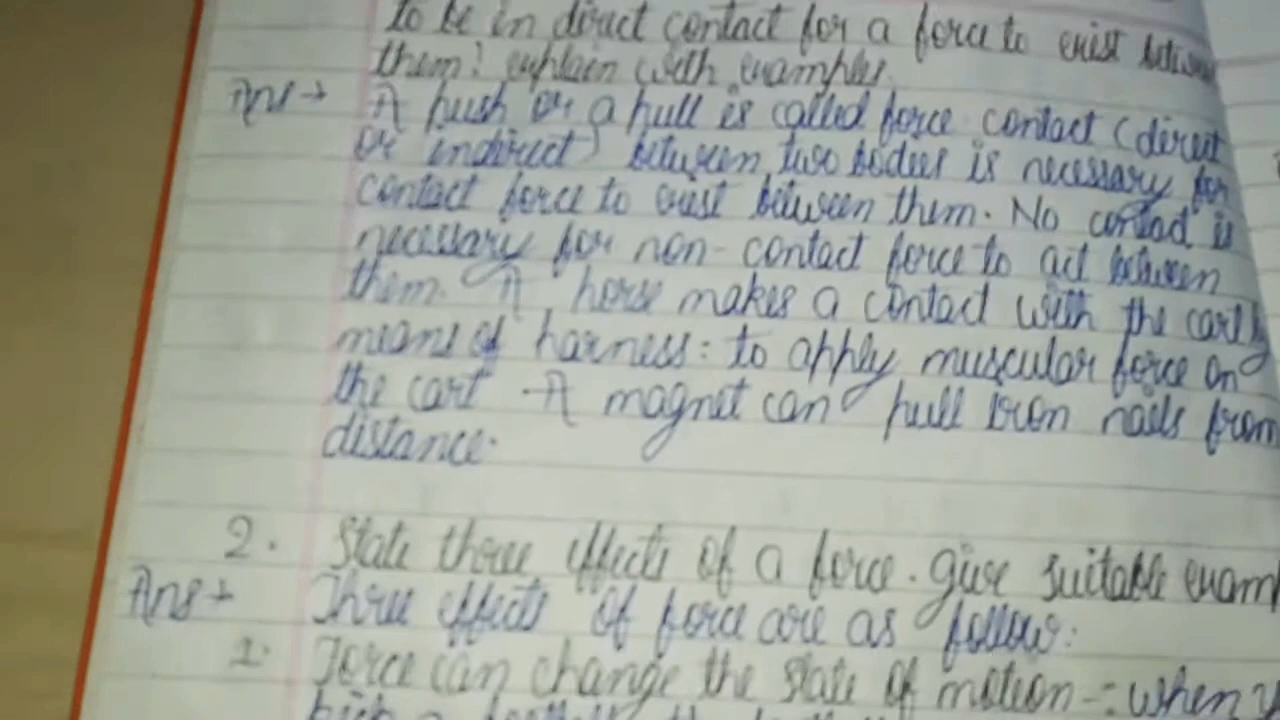 to be in direct contact for a force to exist between
them? explain with examples.
Ans → A push or a pull is called force contact (direct
or indirect) between two bodies is necessary for
contact force to exist between them. No contact is
necessary for non-contact force to act between
them. A horse makes a contact with the cart by
means of harness: to apply muscular force on
the cart A magnet can pull iron nails from
distance.
2. State three effects of a force. give suitable exam
Ans → Three effects of force are as follow:
1. Force can change the state of motion -: when y
kick a football